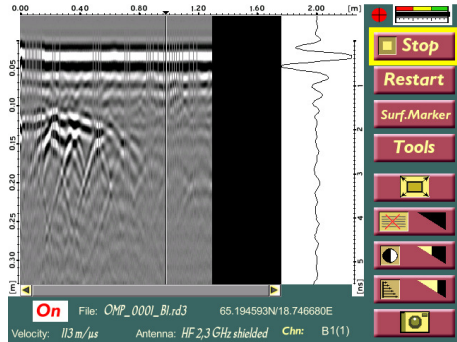 0.00 0.40 0.80 1.20 1.60 2.00 [m]
0.05
0.10
0.15
0.20
0.25
0.30
[m]
1
2
3
4
5
[ns]
Stop
Restart
Surf.Marker
Tools
On File: OMP_0001_B1.rd3 65.194593N/18.746680E
Velocity: 113 m/µs Antenna: HF 2,3 GHz shielded Chn: B1(1)